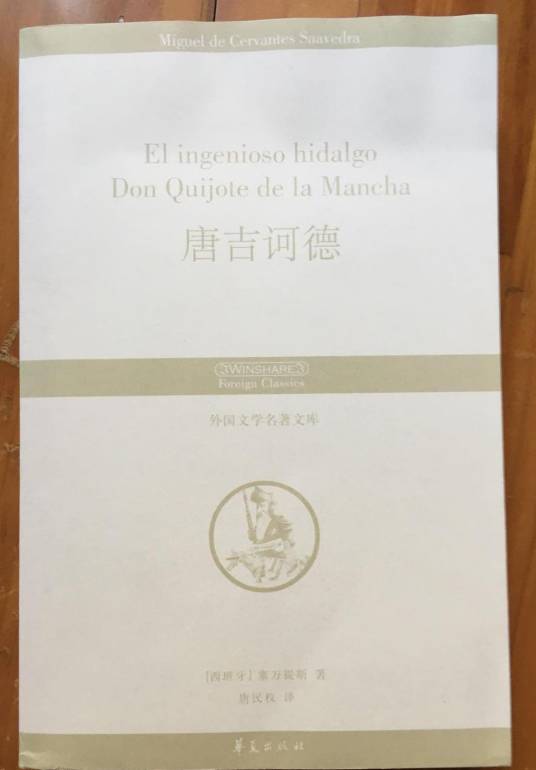 Miguel de Cervantes Saavedra
El ingenioso hidalgo
Don Quijote de la Mancha
唐吉诃德
WINSHARE
Foreign Classics
外国文学名著文库
[西班牙] 塞万提斯 著
唐民权 译
华夏出版社